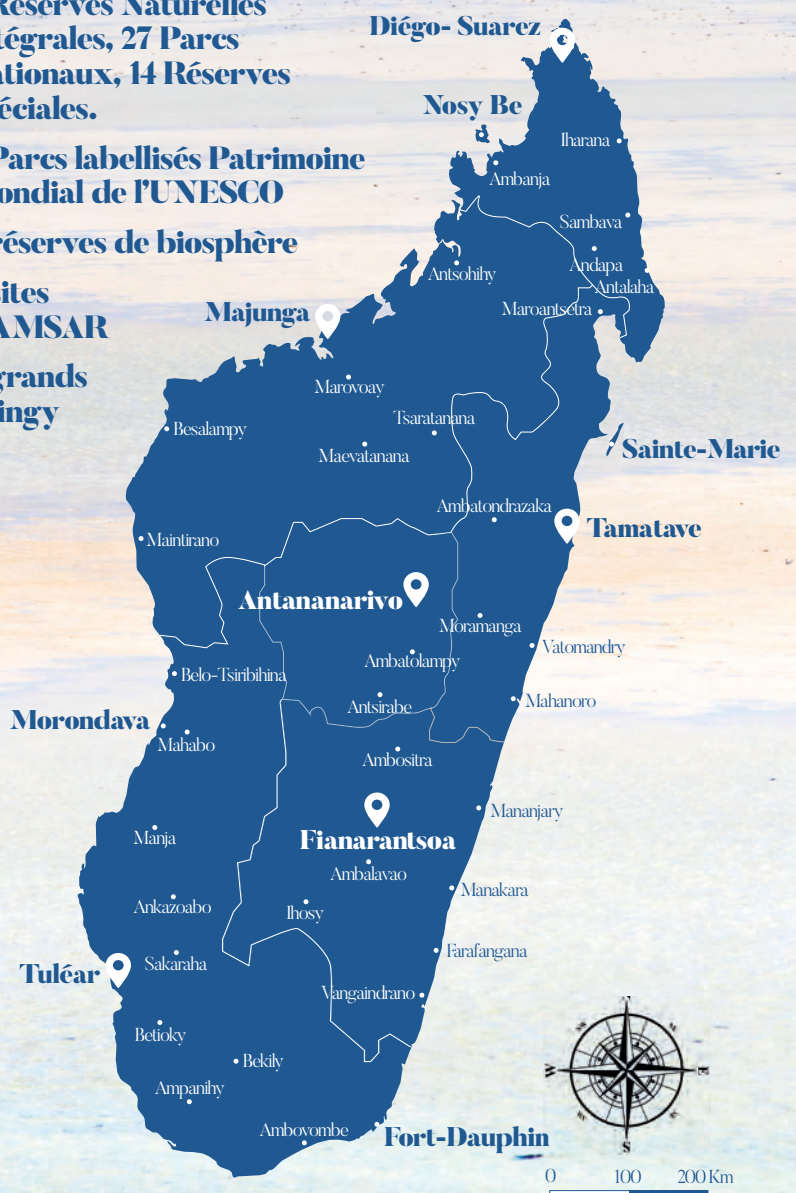 Réserves Naturelles
tégrales, 27 Parcs
ationaux, 14 Réserves
éciales.
Parcs labellisés Patrimoine
ondial de l'UNESCO
réserves de biosphère
sites
AMSAR
grands
ingy
Diégo- Suarez
Nosy Be
Iharana
Ambanja
Sambava
Andapa
Antsohihy
Antalaha
Maroantsetra
Majunga
Marovoay
Tsaratanana
Besalampy
Maevatanana
Sainte-Marie
Ambatondrazaka
Tamatave
Maintirano
Antananarivo
Moramanga
Vatomandry
Ambatolampy
Belo-Tsiribihina
Antsirabe
Mahanoro
Morondava
Mahabo
Ambositra
Mananjary
Manja
Fianarantsoa
Ambalavao
Manakara
Ankazoabo
Ihosy
Farafangana
Sakaraha
Tuléar
Vangaindrano
Betioky
Bekily
Ampanihy
Ambovombe
Fort-Dauphin
W
E
S
0 100 200 Km